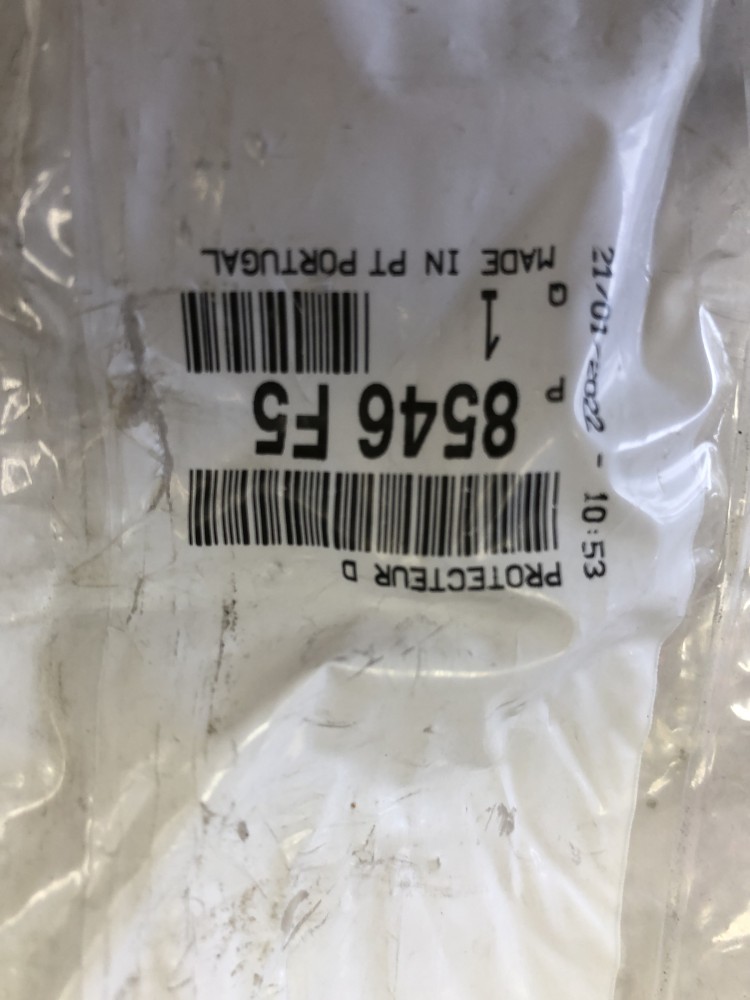 PROTECTEUR D
P 8546 F5
Q 1
MADE IN PT PORTUGAL
21/01/2022 - 10:53